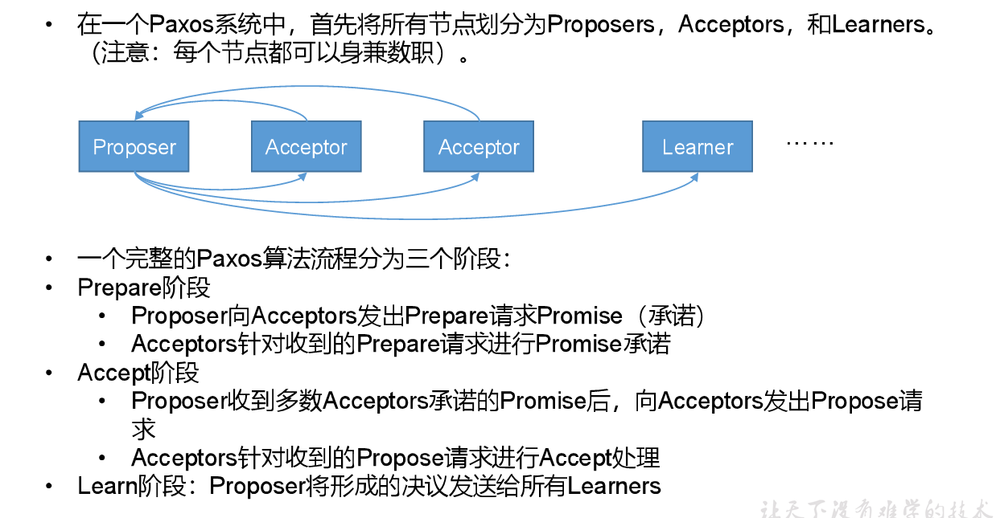 • 在一个Paxos系统中，首先将所有节点划分为Proposers，Acceptors，和Learners。
（注意：每个节点都可以身兼数职）。
Proposer Acceptor Acceptor Learner ……
• 一个完整的Paxos算法流程分为三个阶段：
• Prepare阶段
• Proposer向Acceptors发出Prepare请求Promise（承诺）
• Acceptors针对收到的Prepare请求进行Promise承诺
• Accept阶段
• Proposer收到多数Acceptors承诺的Promise后，向Acceptors发出Propose请
求
• Acceptors针对收到的Propose请求进行Accept处理
• Learn阶段：Proposer将形成的决议发送给所有Learners
让天下没有难学的技术